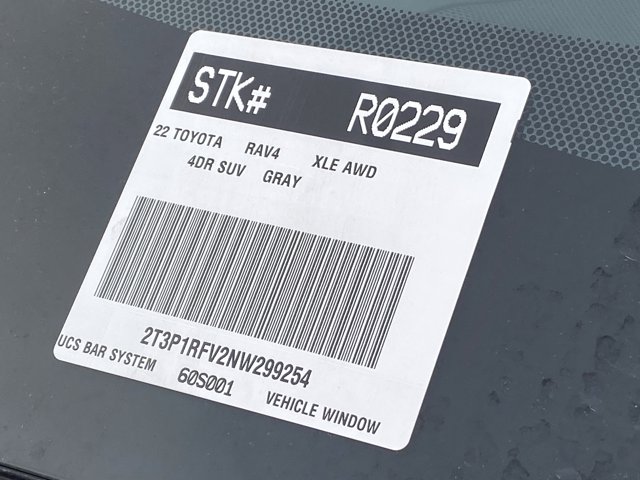 STK# R0229
22 TOYOTA RAV4 XLE AWD
4DR SUV GRAY
2T3P1RFV2NW299254
UCS BAR SYSTEM 60S001 VEHICLE WINDOW